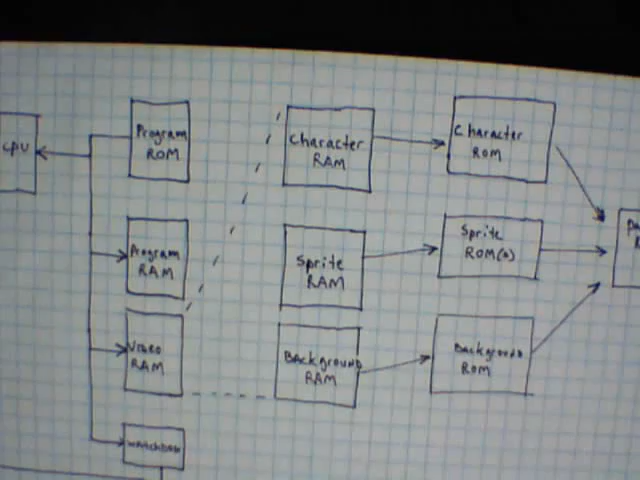 CPU
Program
ROM
Program
RAM
Video
RAM
Watchdog
Character
RAM
Sprite
RAM
Background
RAM
Character
ROM
Sprite
ROM(s)
Background
ROM